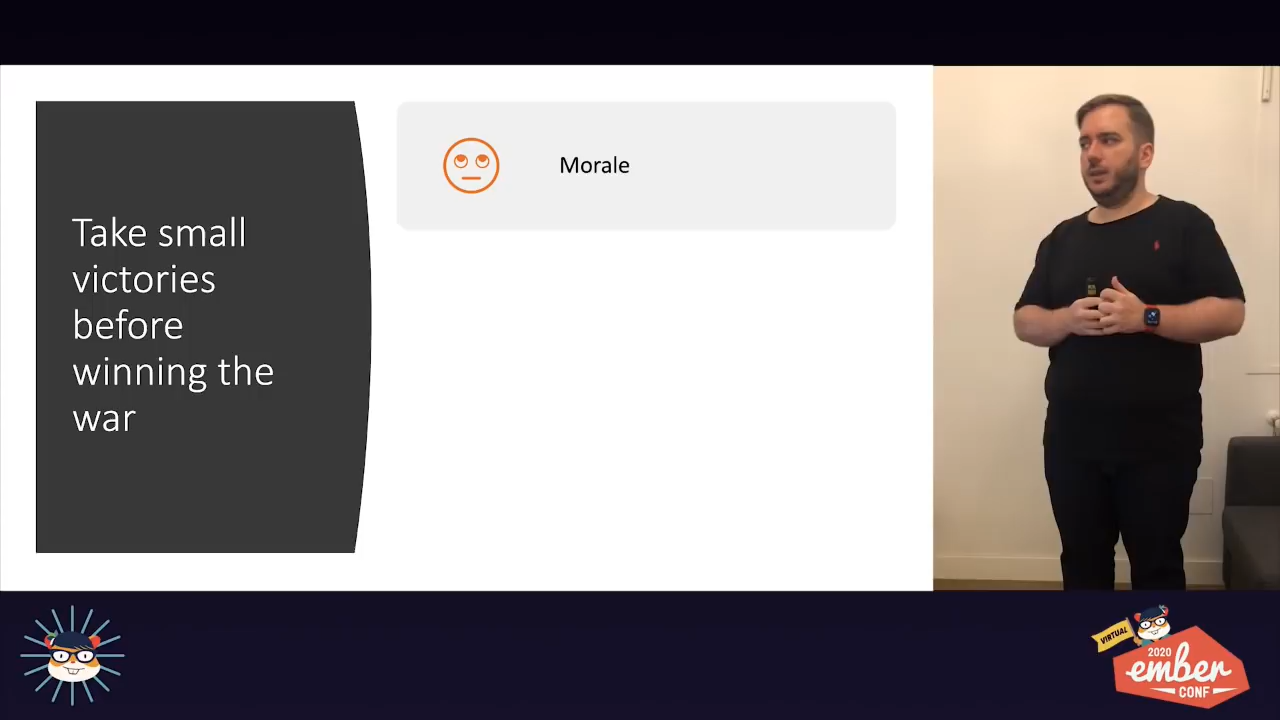 Take small
victories
before
winning the
war
Morale
VIRTUAL
2020
ember
CONF